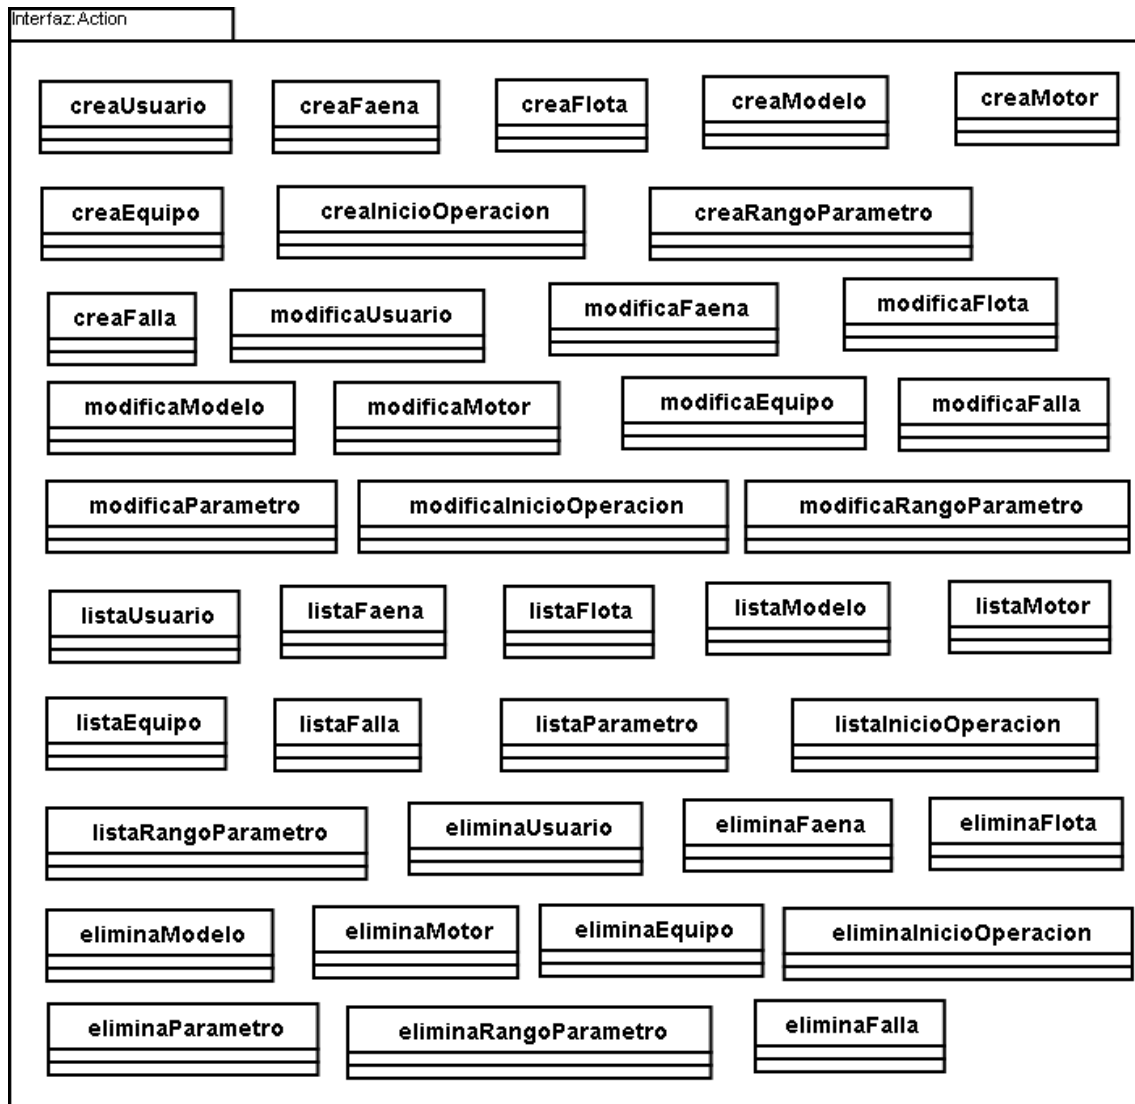 Interfaz:Action
creaUsuario creaFaena creaFlota creaModelo creaMotor
creaEquipo creaInicioOperacion creaRangoParametro
creaFalla modificaUsuario modificaFaena modificaFlota
modificaModelo modificaMotor modificaEquipo modificaFalla
modificaParametro modificaInicioOperacion modificaRangoParametro
listaUsuario listaFaena listaFlota listaModelo listaMotor
listaEquipo listaFalla listaParametro listaInicioOperacion
listaRangoParametro eliminaUsuario eliminaFaena eliminaFlota
eliminaModelo eliminaMotor eliminaEquipo eliminaInicioOperacion
eliminaParametro eliminaRangoParametro eliminaFalla